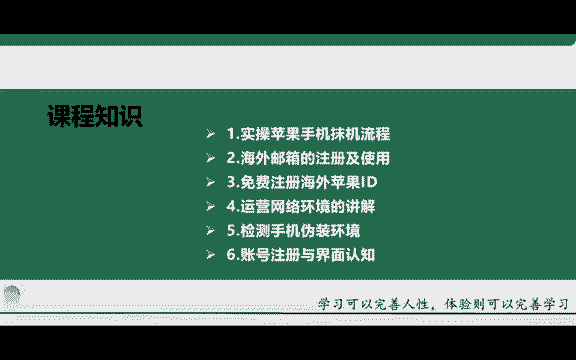 课程知识
➢ 1.实操苹果手机抹机流程
➢ 2.海外邮箱的注册及使用
➢ 3.免费注册海外苹果ID
➢ 4.运营网络环境的讲解
➢ 5.检测手机伪装环境
➢ 6.账号注册与界面认知
学习可以完善人性，体验则可以完善学习